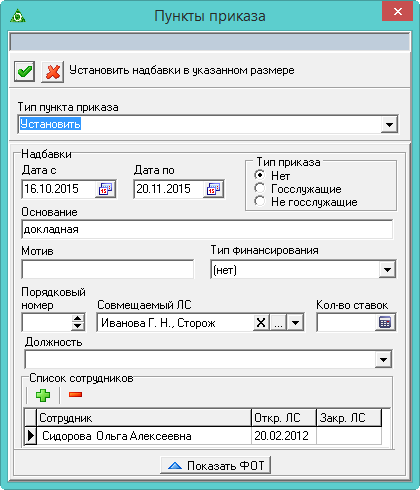 Пункты приказа
Установить надбавки в указанном размере
Тип пункта приказа
Установить
Надбавки
Дата с
Дата по
Тип приказа
16.10.2015
20.11.2015
Нет
Госслужащие
Не госслужащие
Основание
докладная
Мотив
Тип финансирования
(нет)
Порядковый
номер
Совмещаемый ЛС
Кол-во ставок
Иванова Г. Н., Сторож
X ...
Должность
Список сотрудников
Сотрудник Откр. ЛС Закр. ЛС
Сидорова Ольга Алексеевна 20.02.2012
Показать ФОТ